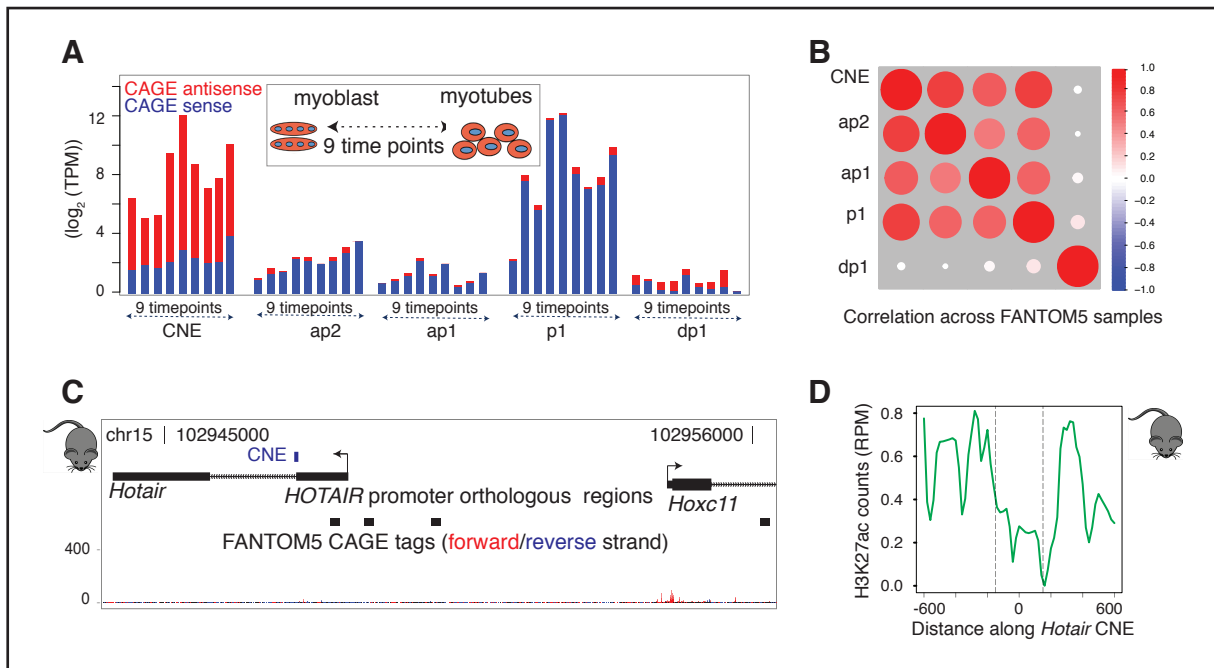 A
CAGE antisense
CAGE sense
myoblast
myotubes
9 time points
(log2 (TPM))
12
8
4
0
9 timepoints
9 timepoints
9 timepoints
9 timepoints
9 timepoints
CNE
ap2
ap1
p1
dp1
B
CNE
ap2
ap1
p1
dp1
1.0
0.8
0.6
0.4
0.2
0.0
−0.2
−0.4
−0.6
−0.8
−1.0
Correlation across FANTOM5 samples
C
chr15
102945000
102956000
CNE
Hotair
HOTAIR promoter orthologous regions
Hoxc11
FANTOM5 CAGE tags (forward/reverse strand)
400
0
D
H3K27ac counts (RPM)
0.8
0.6
0.4
0.2
0.0
-600
0
600
Distance along Hotair CNE